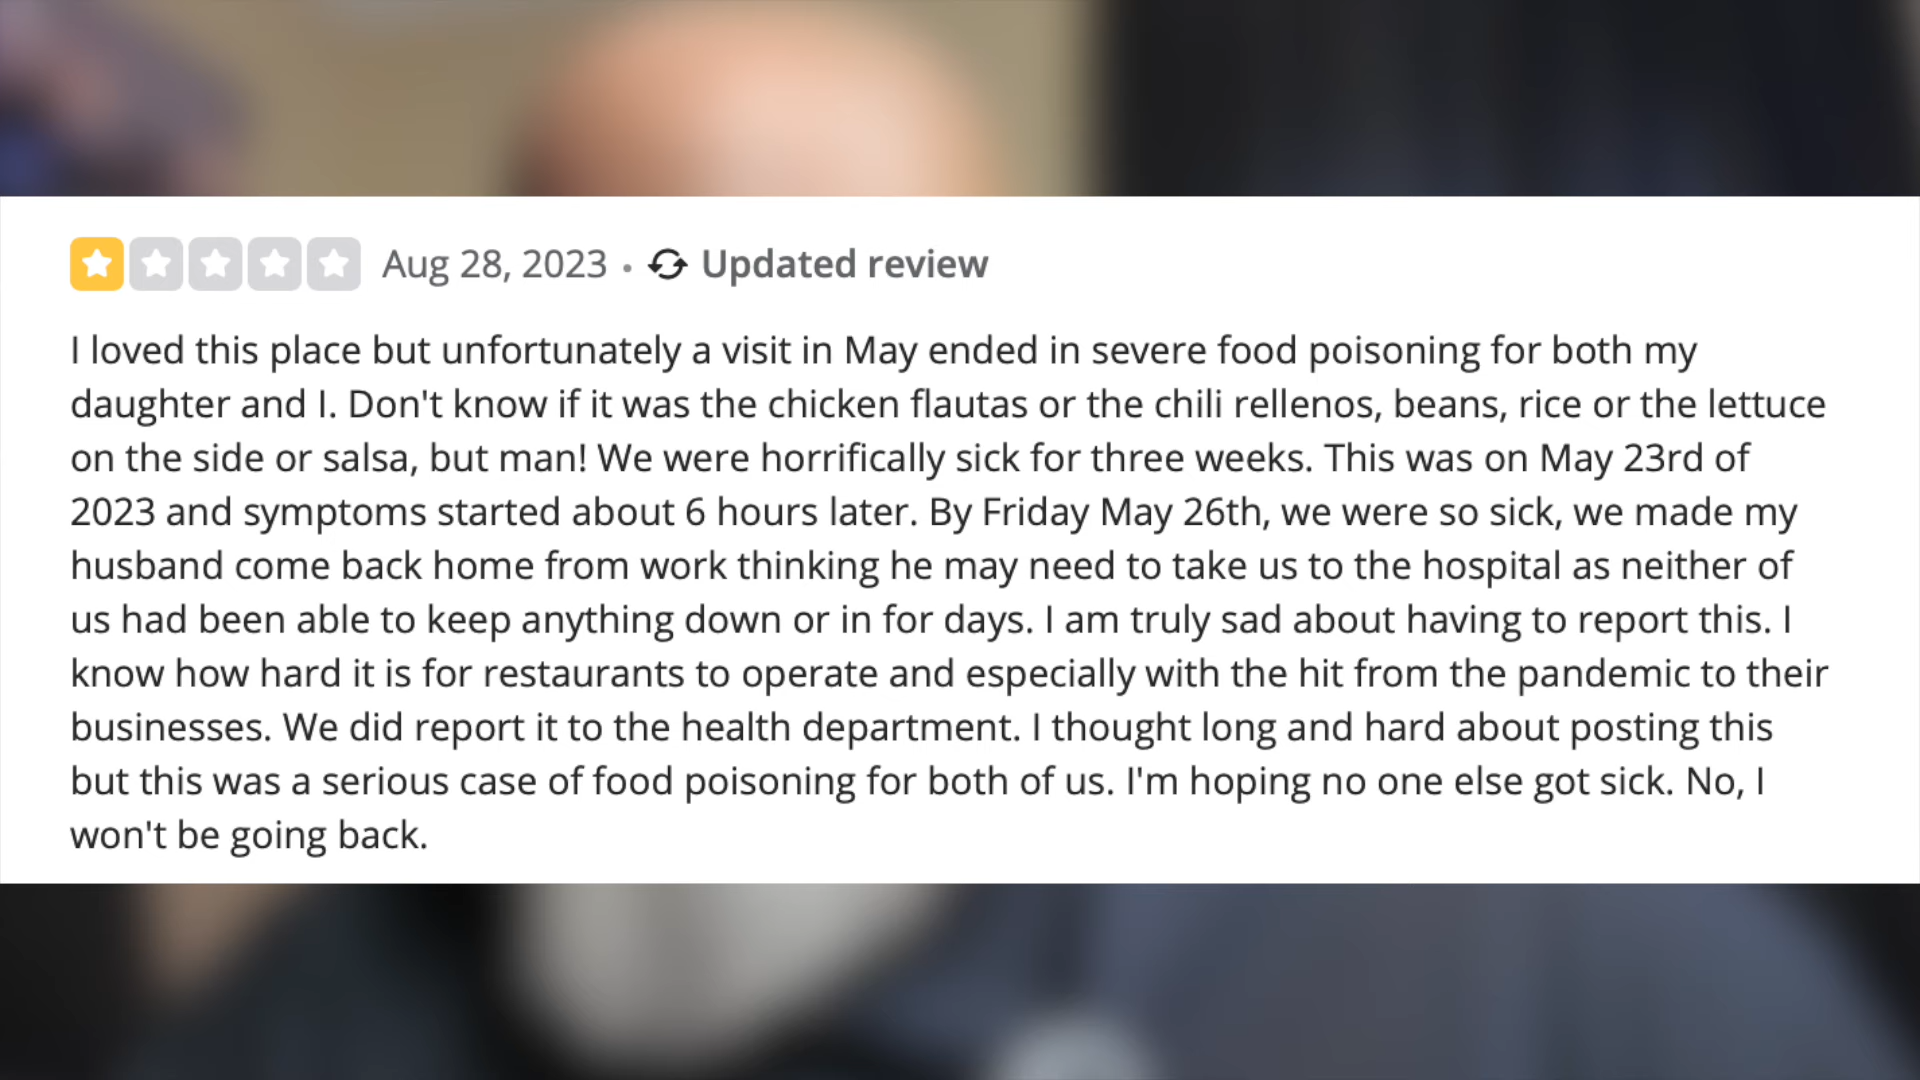 Aug 28, 2023 • Updated review
I loved this place but unfortunately a visit in May ended in severe food poisoning for both my
daughter and I. Don't know if it was the chicken flautas or the chili rellenos, beans, rice or the lettuce
on the side or salsa, but man! We were horrifically sick for three weeks. This was on May 23rd of
2023 and symptoms started about 6 hours later. By Friday May 26th, we were so sick, we made my
husband come back home from work thinking he may need to take us to the hospital as neither of
us had been able to keep anything down or in for days. I am truly sad about having to report this. I
know how hard it is for restaurants to operate and especially with the hit from the pandemic to their
businesses. We did report it to the health department. I thought long and hard about posting this
but this was a serious case of food poisoning for both of us. I'm hoping no one else got sick. No, I
won't be going back.